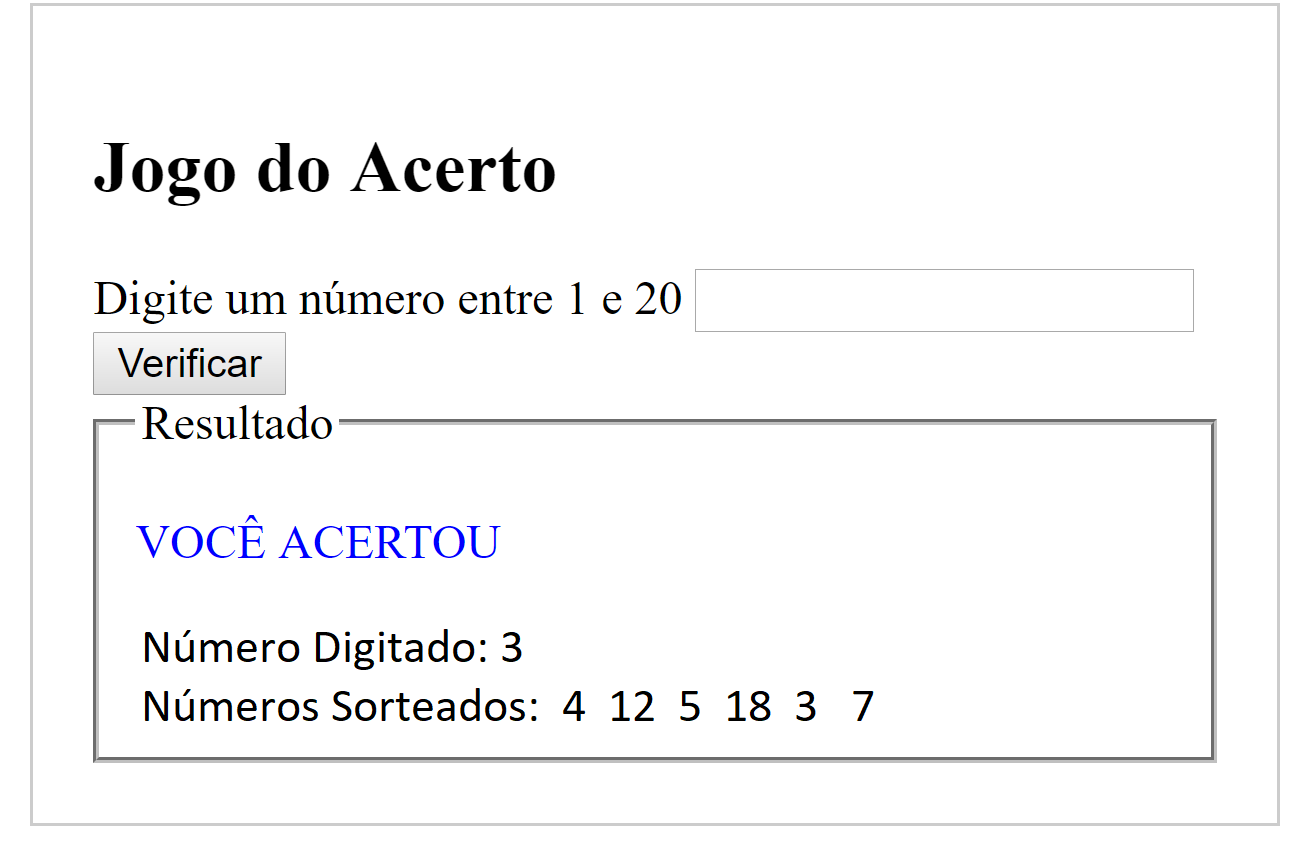 Jogo do Acerto
Digite um número entre 1 e 20
Verificar
Resultado
VOCÊ ACERTOU
Número Digitado: 3
Números Sorteados: 4 12 5 18 3 7